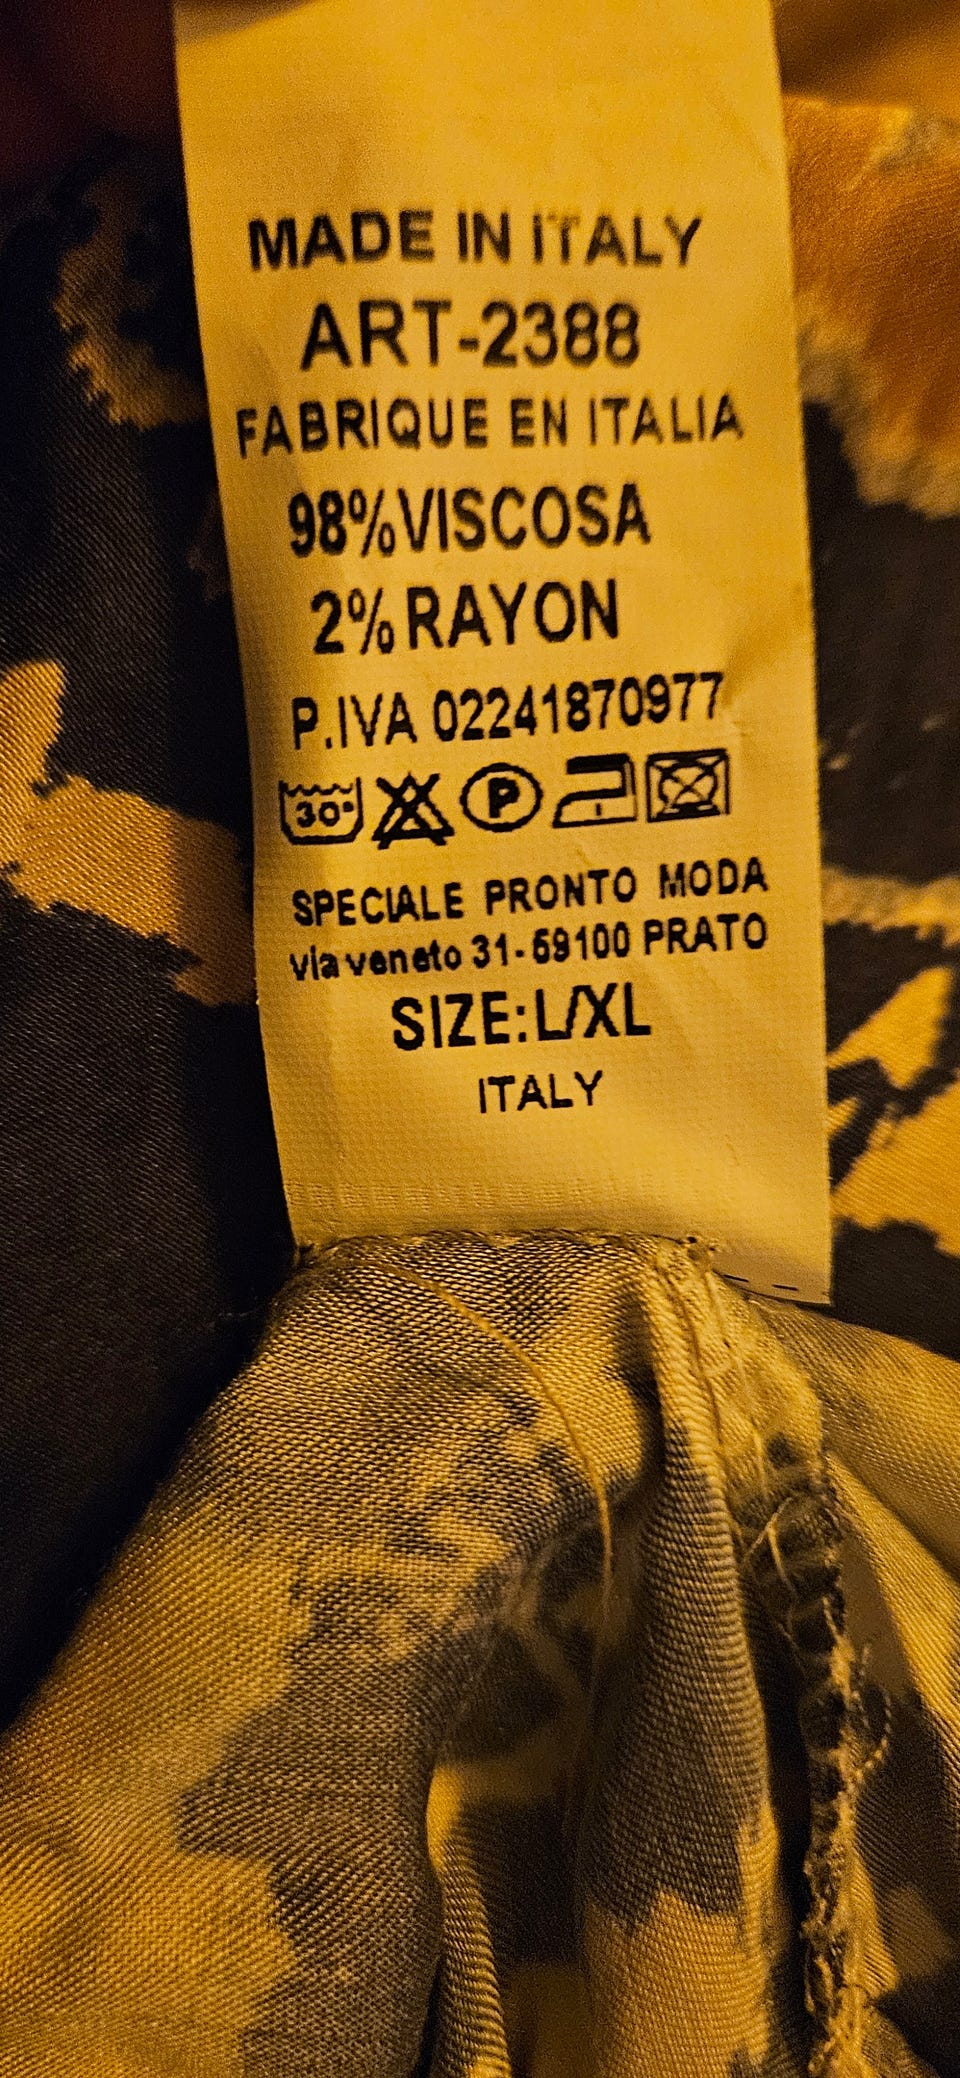 MADE IN ITALY
ART-2388
FABRIQUE EN ITALIA
98%VISCOSA
2%RAYON
P.IVA 02241870977
30° P
SPECIALE PRONTO MODA
Via veneto 31-59100 PRATO
SIZE:L/XL
ITALY